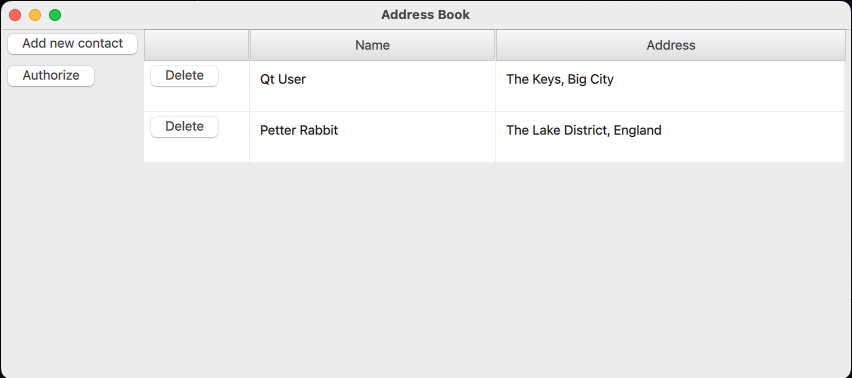 Address Book
Add new contact
Name
Address
Authorize
Delete
Qt User
The Keys, Big City
Delete
Petter Rabbit
The Lake District, England